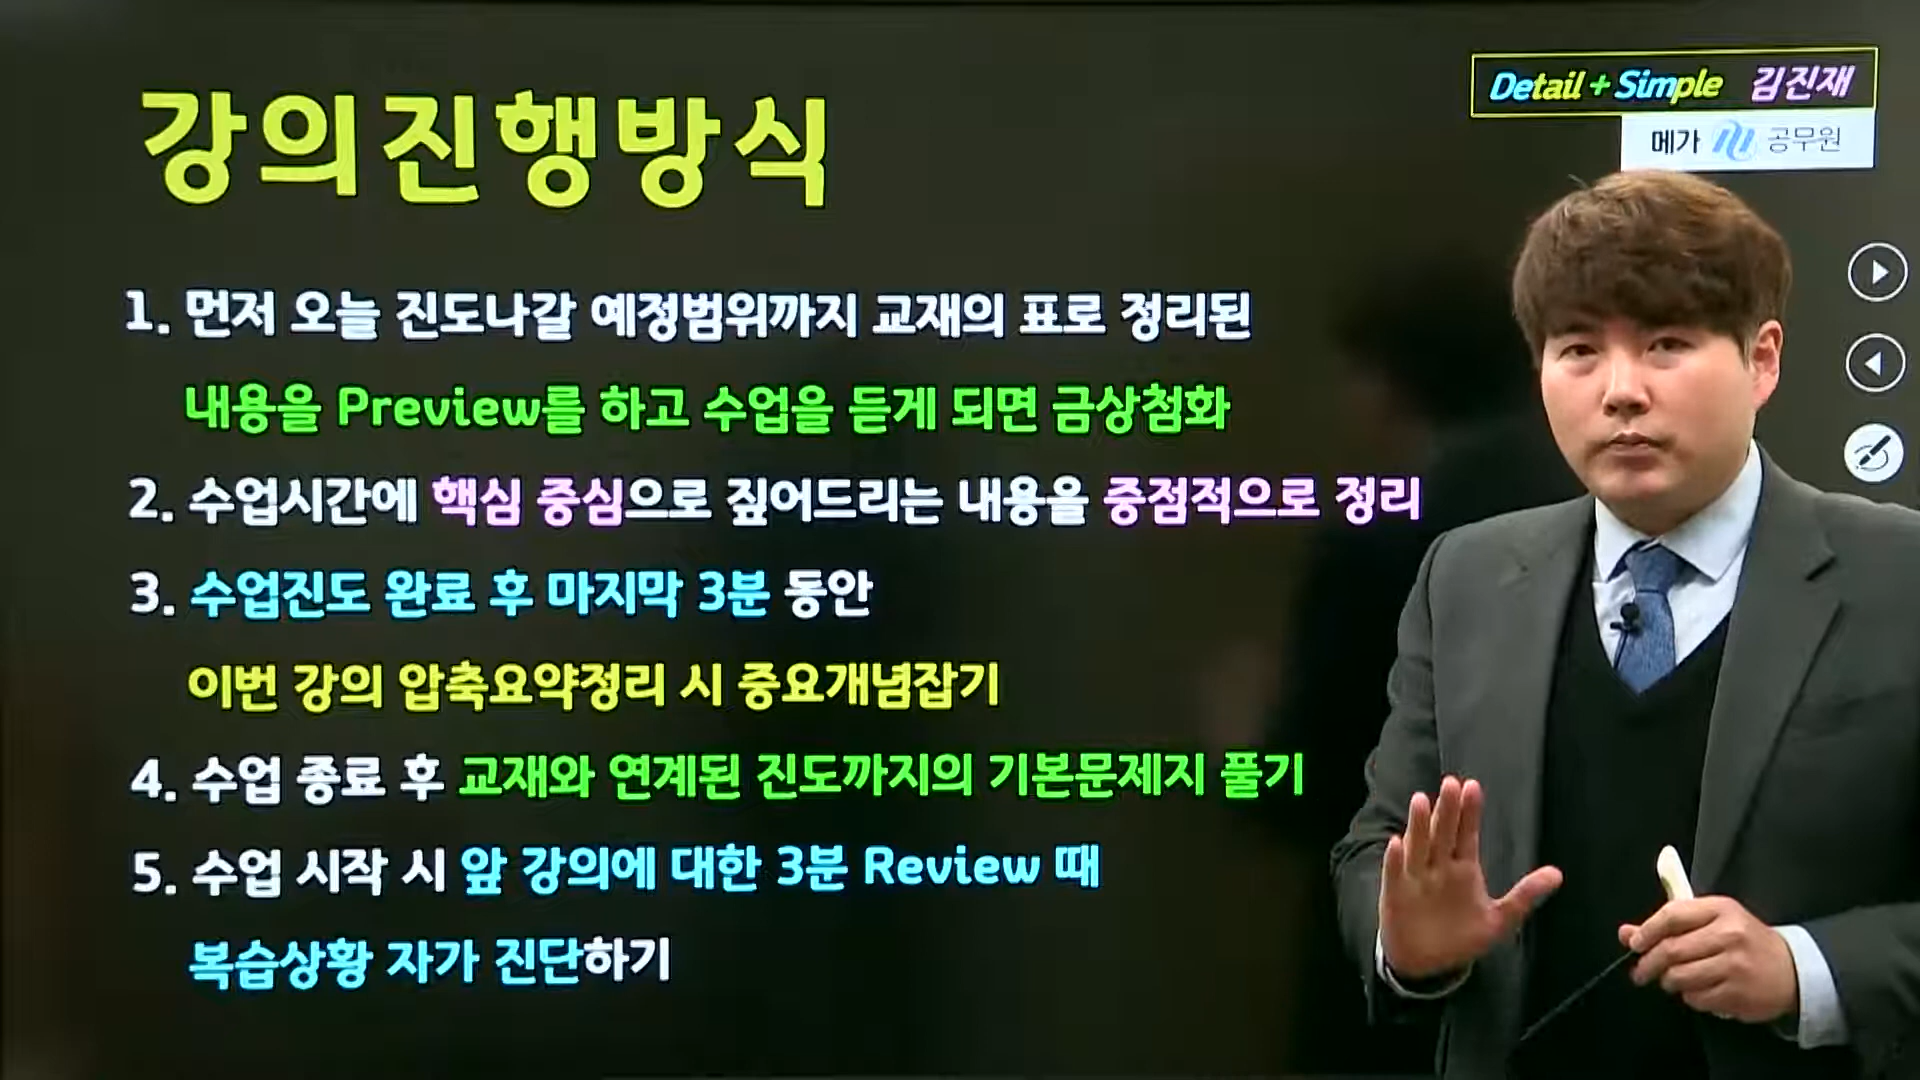 Detail + Simple 김진재
메가 공무원
강의진행방식
1. 먼저 오늘 진도나갈 예정범위까지 교재의 표로 정리된
내용을 Preview를 하고 수업을 듣게 되면 금상첨화
2. 수업시간에 핵심 중심으로 짚어드리는 내용을 중점적으로 정리
3. 수업진도 완료 후 마지막 3분 동안
이번 강의 압축요약정리 시 중요개념잡기
4. 수업 종료 후 교재와 연계된 진도까지의 기본문제지 풀기
5. 수업 시작 시 앞 강의에 대한 3분 Review 때
복습상황 자가 진단하기